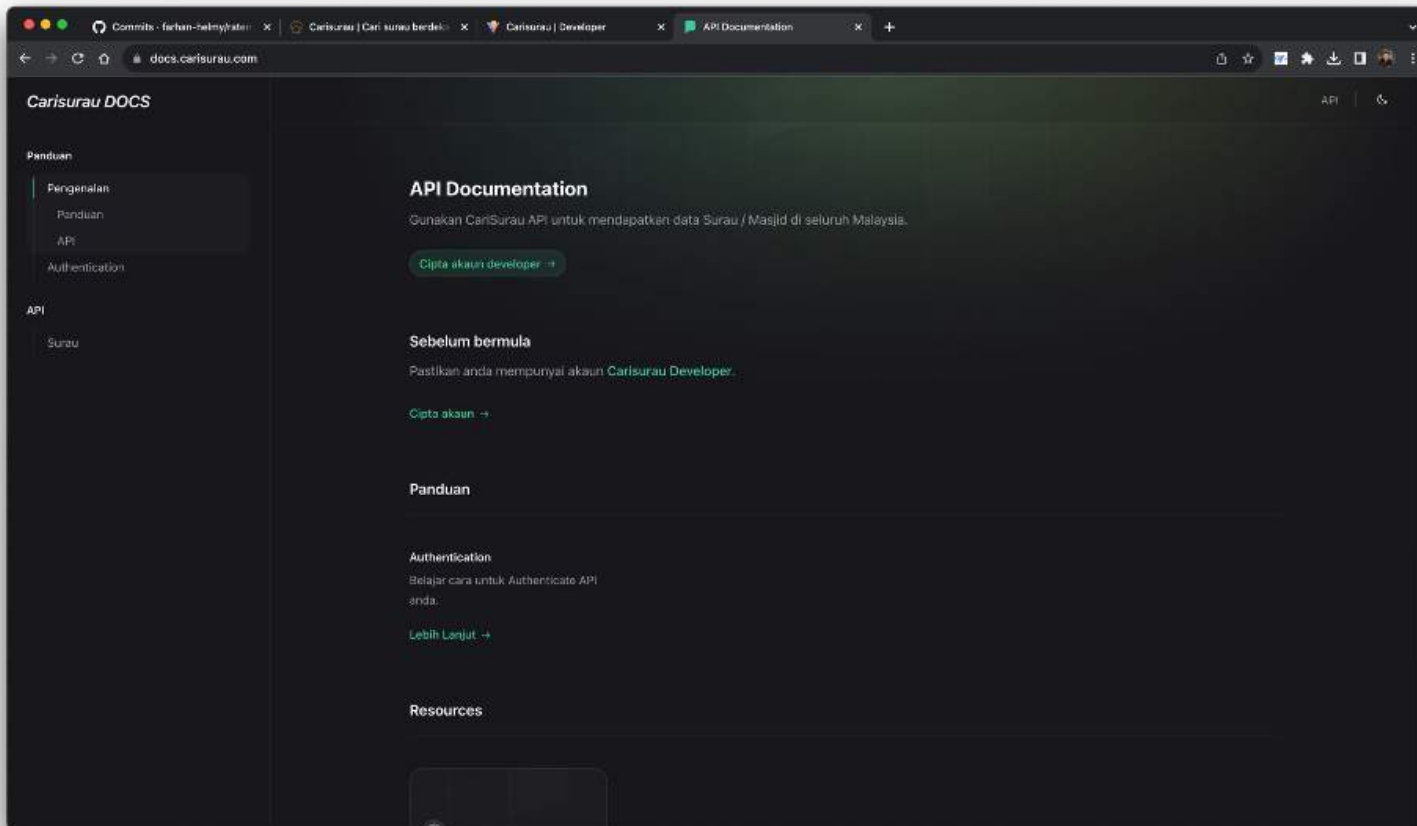 Commits · farhan-helmy/rater
Carisurau | Cari surau berdek
Carisurau | Developer
API Documentation
docs.carisurau.com
Carisurau DOCS
API
Panduan
Pengenalan
Panduan
API
Authentication
API
Surau
API Documentation
Gunakan CariSurau API untuk mendapatkan data Surau / Masjid di seluruh Malaysia.
Cipta akaun developer →
Sebelum bermula
Pastikan anda mempunyai akaun Carisurau Developer.
Cipta akaun →
Panduan
Authentication
Belajar cara untuk Authenticate API
anda.
Lebih Lanjut →
Resources